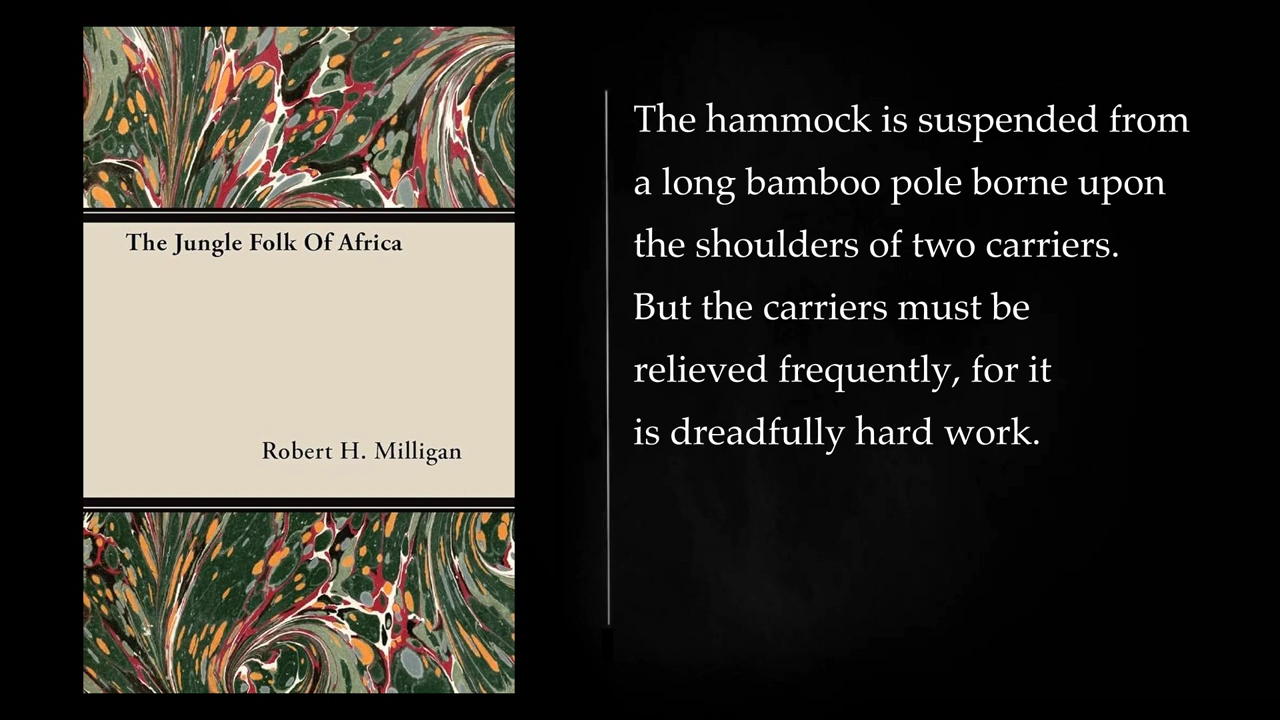 The Jungle Folk Of Africa
Robert H. Milligan
The hammock is suspended from
a long bamboo pole borne upon
the shoulders of two carriers.
But the carriers must be
relieved frequently, for it
is dreadfully hard work.